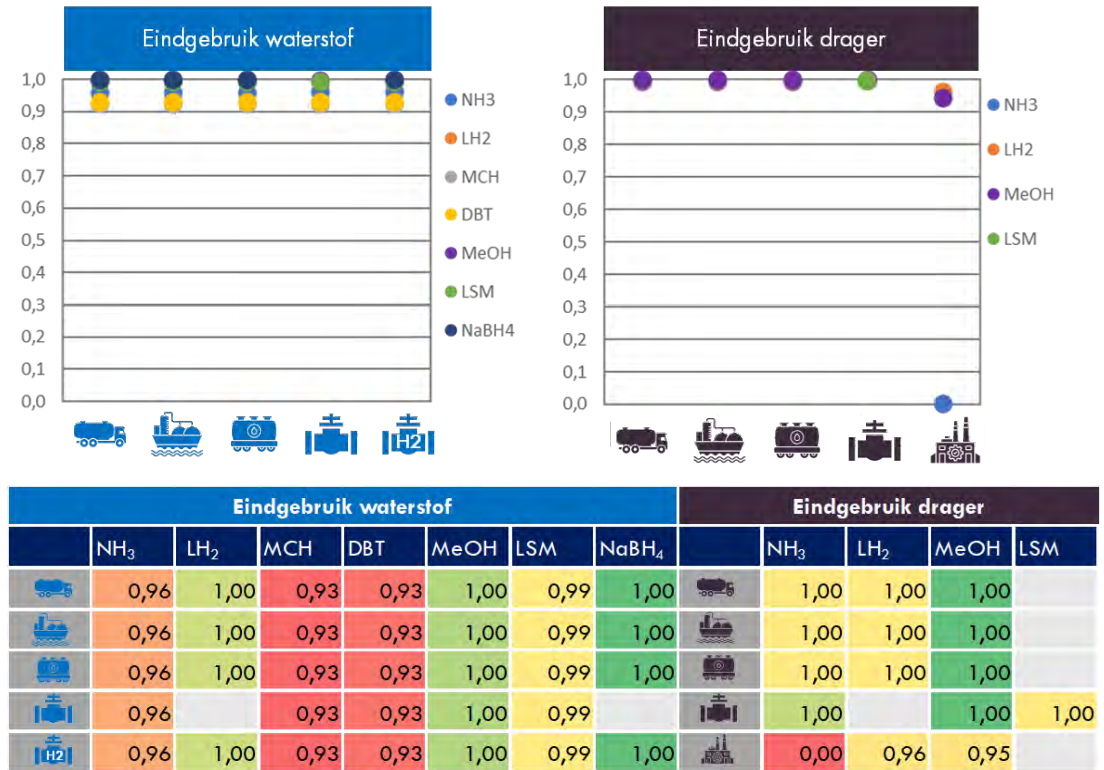 Eindgebruik waterstof
1,0
0,9
0,8
0,7
0,6
0,5
0,4
0,3
0,2
0,1
0,0
NH3
LH2
MCH
DBT
MeOH
LSM
NaBH4
H2
Eindgebruik drager
1,0
0,9
0,8
0,7
0,6
0,5
0,4
0,3
0,2
0,1
0,0
NH3
LH2
MeOH
LSM
Eindgebruik waterstof Eindgebruik drager
NH₃ LH₂ MCH DBT MeOH LSM NaBH₄ NH₃ LH₂ MeOH LSM
0,96 1,00 0,93 0,93 1,00 0,99 1,00 1,00 1,00 1,00
0,96 1,00 0,93 0,93 1,00 0,99 1,00 1,00 1,00 1,00
0,96 1,00 0,93 0,93 1,00 0,99 1,00 1,00 1,00 1,00
0,96 0,93 0,93 1,00 0,99 1,00 1,00 1,00
H2 0,96 1,00 0,93 0,93 1,00 0,99 1,00 0,00 0,96 0,95